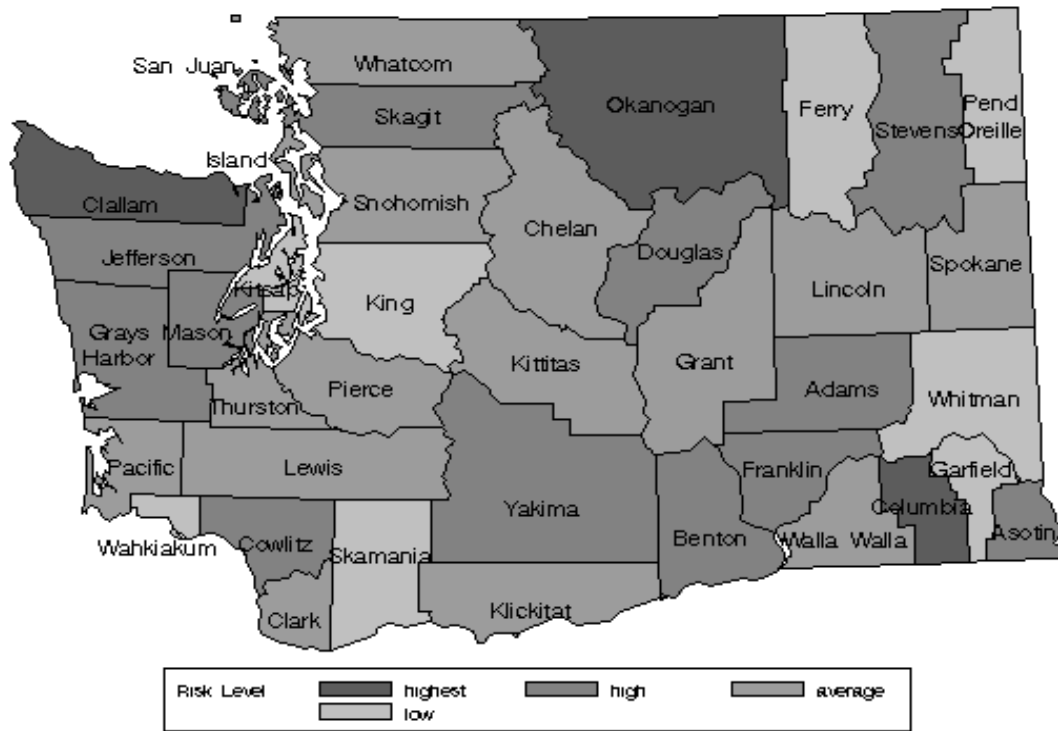 Whatcom
San Juan
Okanogan
Ferry
Pend
Oreille
Skagit
Stevens
Island
Clallam
Snohomish
Chelan
Douglas
Jefferson
Spokane
Kitsap
Lincoln
King
Grays
Harbor
Mason
Kittitas
Grant
Pierce
Adams
Whitman
Thurston
Pacific
Lewis
Franklin
Garfield
Yakima
Columbia
Wahkiakum
Cowlitz
Skamania
Benton
Walla Walla
Asotin
Clark
Klickitat
Risk Level highest high average
low